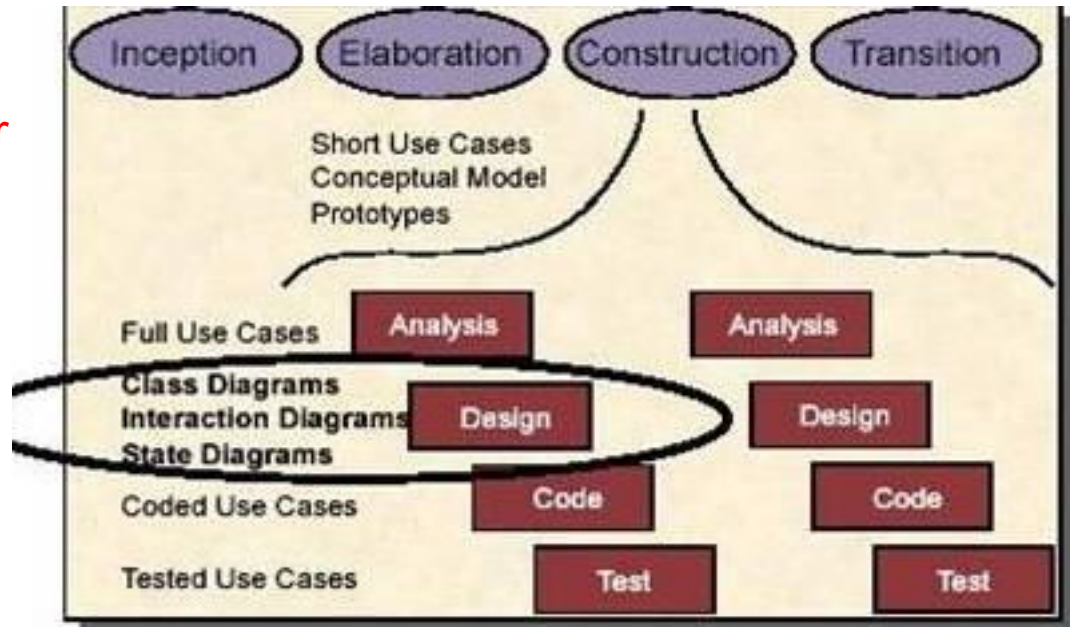 Inception Elaboration Construction Transition
r
Short Use Cases
Conceptual Model
Prototypes
Full Use Cases Analysis Analysis
Class Diagrams
Interaction Diagrams Design Design
State Diagrams
Coded Use Cases Code Code
Tested Use Cases Test Test